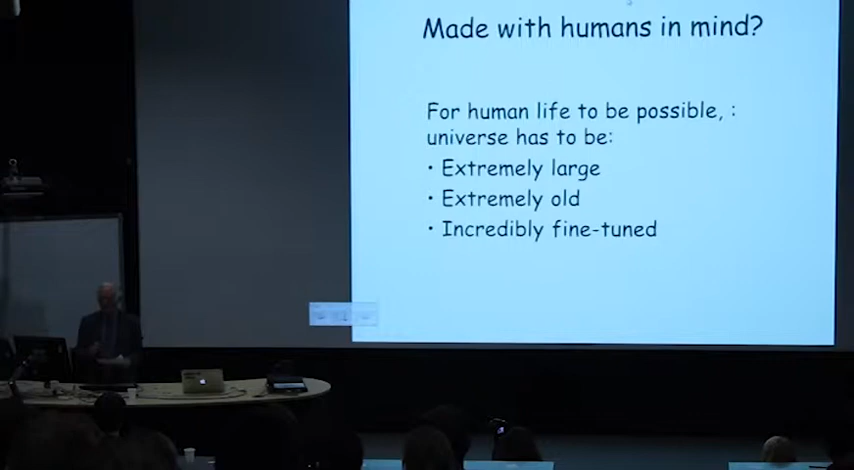 Made with humans in mind?
For human life to be possible, :
universe has to be:
• Extremely large
• Extremely old
• Incredibly fine-tuned